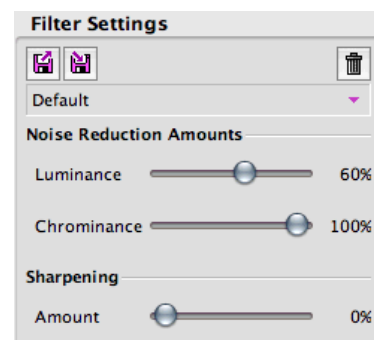 Filter Settings
Default
Noise Reduction Amounts
Luminance 60%
Chrominance 100%
Sharpening
Amount 0%